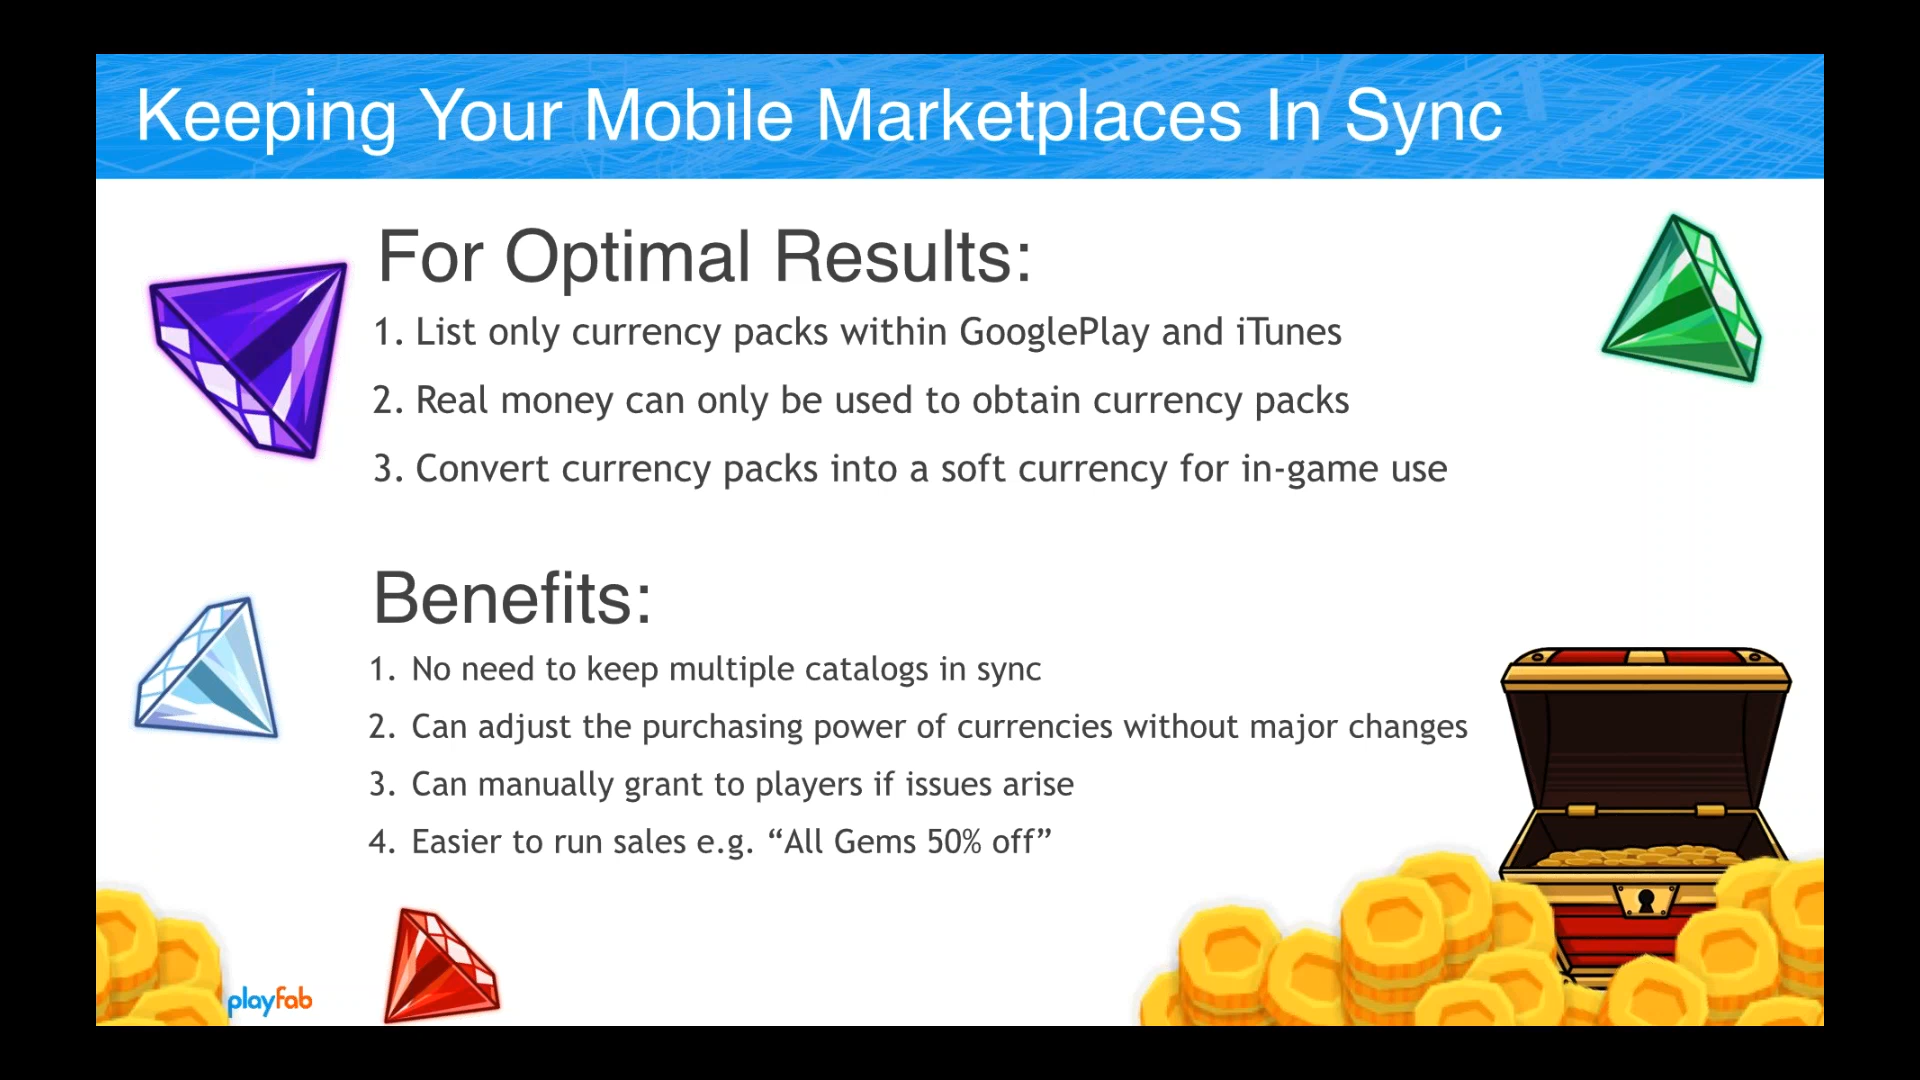 Keeping Your Mobile Marketplaces In Sync
For Optimal Results:
1. List only currency packs within GooglePlay and iTunes
2. Real money can only be used to obtain currency packs
3. Convert currency packs into a soft currency for in-game use
Benefits:
1. No need to keep multiple catalogs in sync
2. Can adjust the purchasing power of currencies without major changes
3. Can manually grant to players if issues arise
4. Easier to run sales e.g. “All Gems 50% off”
playfab